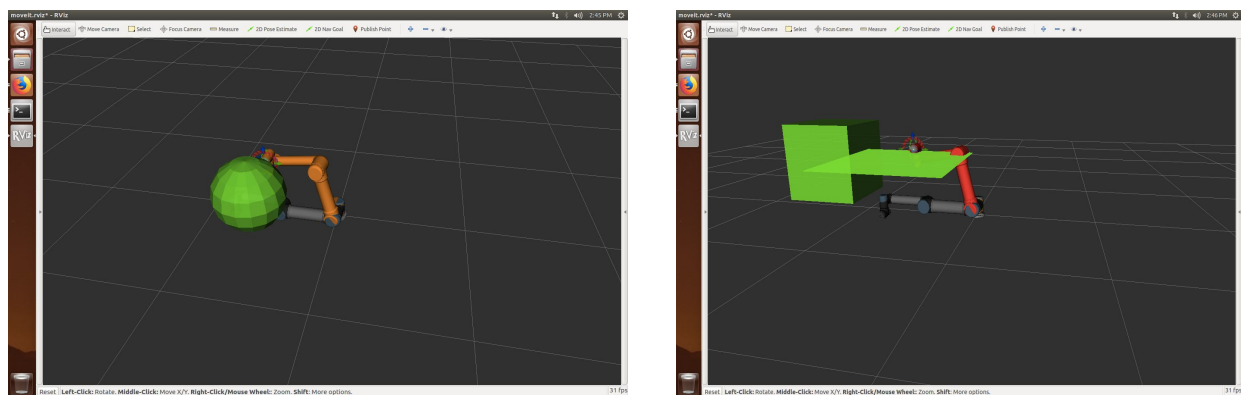 moveit.rviz* - RViz
2:45 PM
Interact Move Camera Select Focus Camera Measure 2D Pose Estimate 2D Nav Goal Publish Point
RViz
Reset Left-Click: Rotate. Middle-Click: Move X/Y. Right-Click/Mouse Wheel: Zoom. Shift: More options.
31 fps
moveit.rviz* - RViz
2:46 PM
Interact Move Camera Select Focus Camera Measure 2D Pose Estimate 2D Nav Goal Publish Point
RViz
Reset Left-Click: Rotate. Middle-Click: Move X/Y. Right-Click/Mouse Wheel: Zoom. Shift: More options.
31 fps